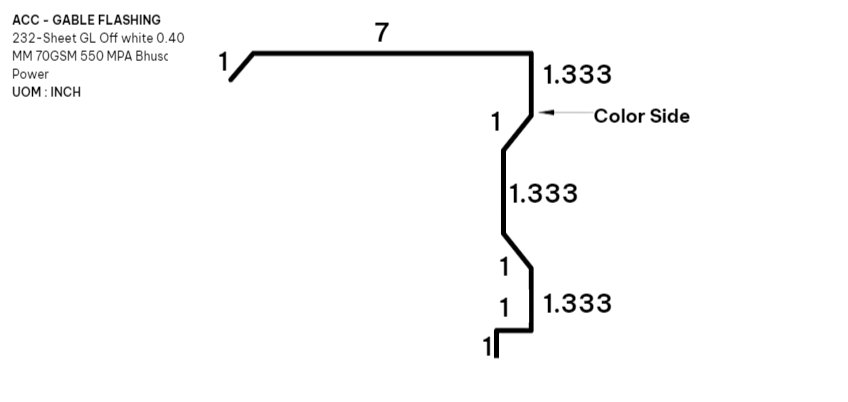 ACC - GABLE FLASHING
232-Sheet GL Off white 0.40
MM 70GSM 550 MPA Bhusc
Power
UOM : INCH
7
1
1.333
1
Color Side
1.333
1
1
1.333
1